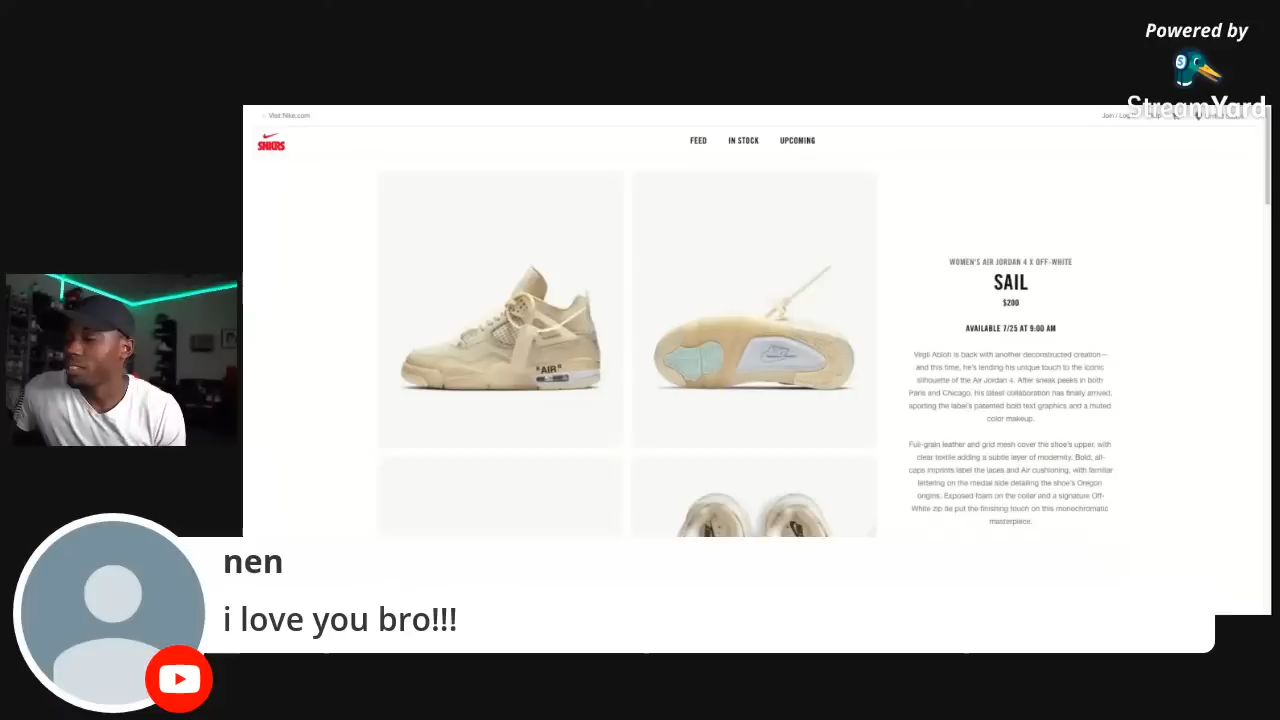 Powered by
StreamYard
Visit Nike.com
SNKRS
FEED
IN STOCK
UPCOMING
WOMEN'S AIR JORDAN 4 X OFF-WHITE
SAIL
$200
AVAILABLE 7/25 AT 9:00 AM
Virgil Abloh is back with another deconstructed creation—
and this time, he's lending his unique touch to the iconic
silhouette of the Air Jordan 4. After sneak peeks in both
Paris and Chicago, his latest collaboration has finally arrived,
sporting the label's patented bold text graphics and a muted
color makeup.
Full-grain leather and grid mesh cover the shoe's upper, with
clear textile adding a subtle layer of modernity. Bold, all-
caps imprints label the laces and Air cushioning, with familiar
lettering on the medial side detailing the shoe's Oregon
origins. Exposed foam on the collar and a signature Off-
White zip tie put the finishing touch on this monochromatic
masterpiece.
"AIR"
nen
i love you bro!!!